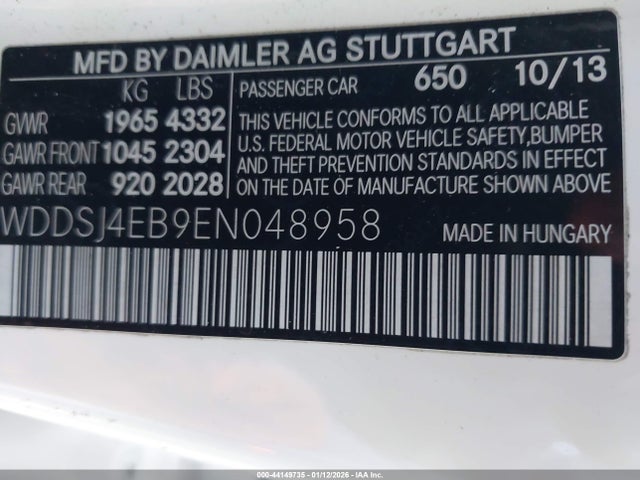 MFD BY DAIMLER AG STUTTGART
KG LBS
GVWR 1965 4332
GAWR FRONT 1045 2304
GAWR REAR 920 2028
PASSENGER CAR 650 10/13
THIS VEHICLE CONFORMS TO ALL APPLICABLE
U.S. FEDERAL MOTOR VEHICLE SAFETY, BUMPER
AND THEFT PREVENTION STANDARDS IN EFFECT
ON THE DATE OF MANUFACTURE SHOWN ABOVE
WDDSJ4EB9EN048958 MADE IN HUNGARY
000-44149735 - 01/12/2026 - IAA Inc.